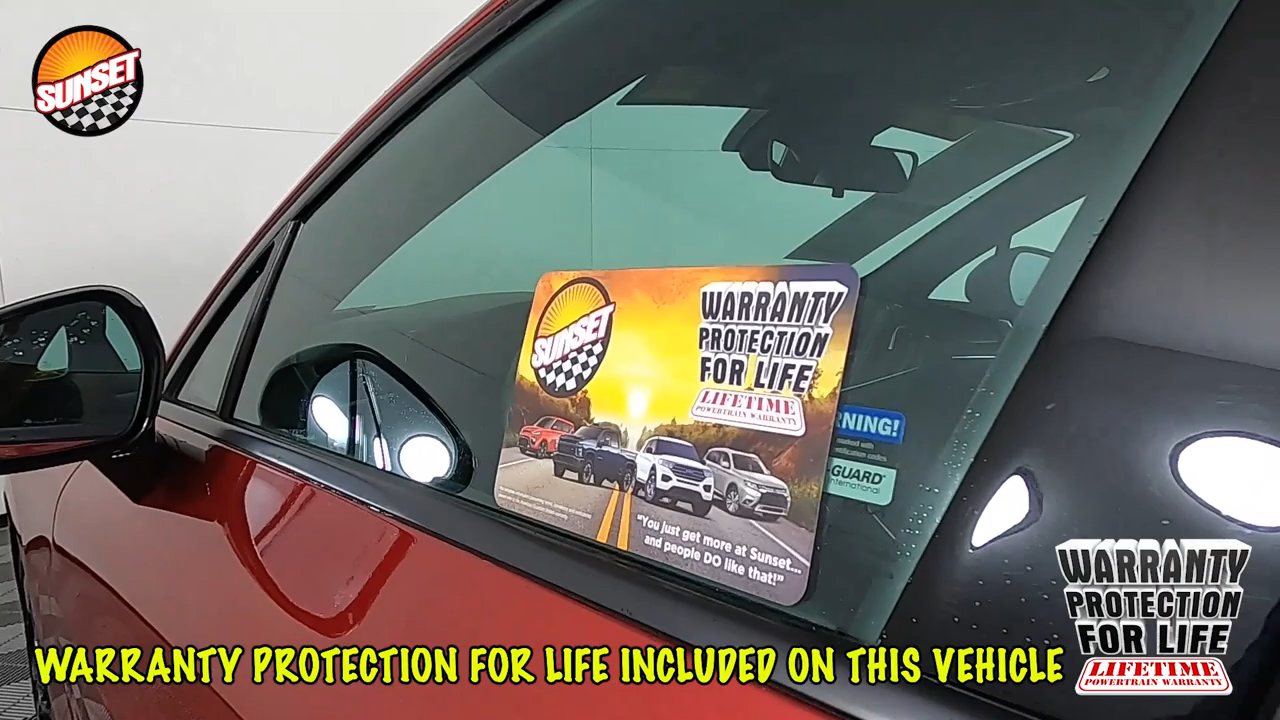 SUNSET
SUNSET
WARRANTY
PROTECTION
FOR LIFE
LIFETIME
POWERTRAIN WARRANTY
"You just get more at Sunset...
and people DO like that!"
RNING!
marked with
-GUARD
International
WARRANTY PROTECTION FOR LIFE INCLUDED ON THIS VEHICLE
WARRANTY
PROTECTION
FOR LIFE
LIFETIME
POWERTRAIN WARRANTY